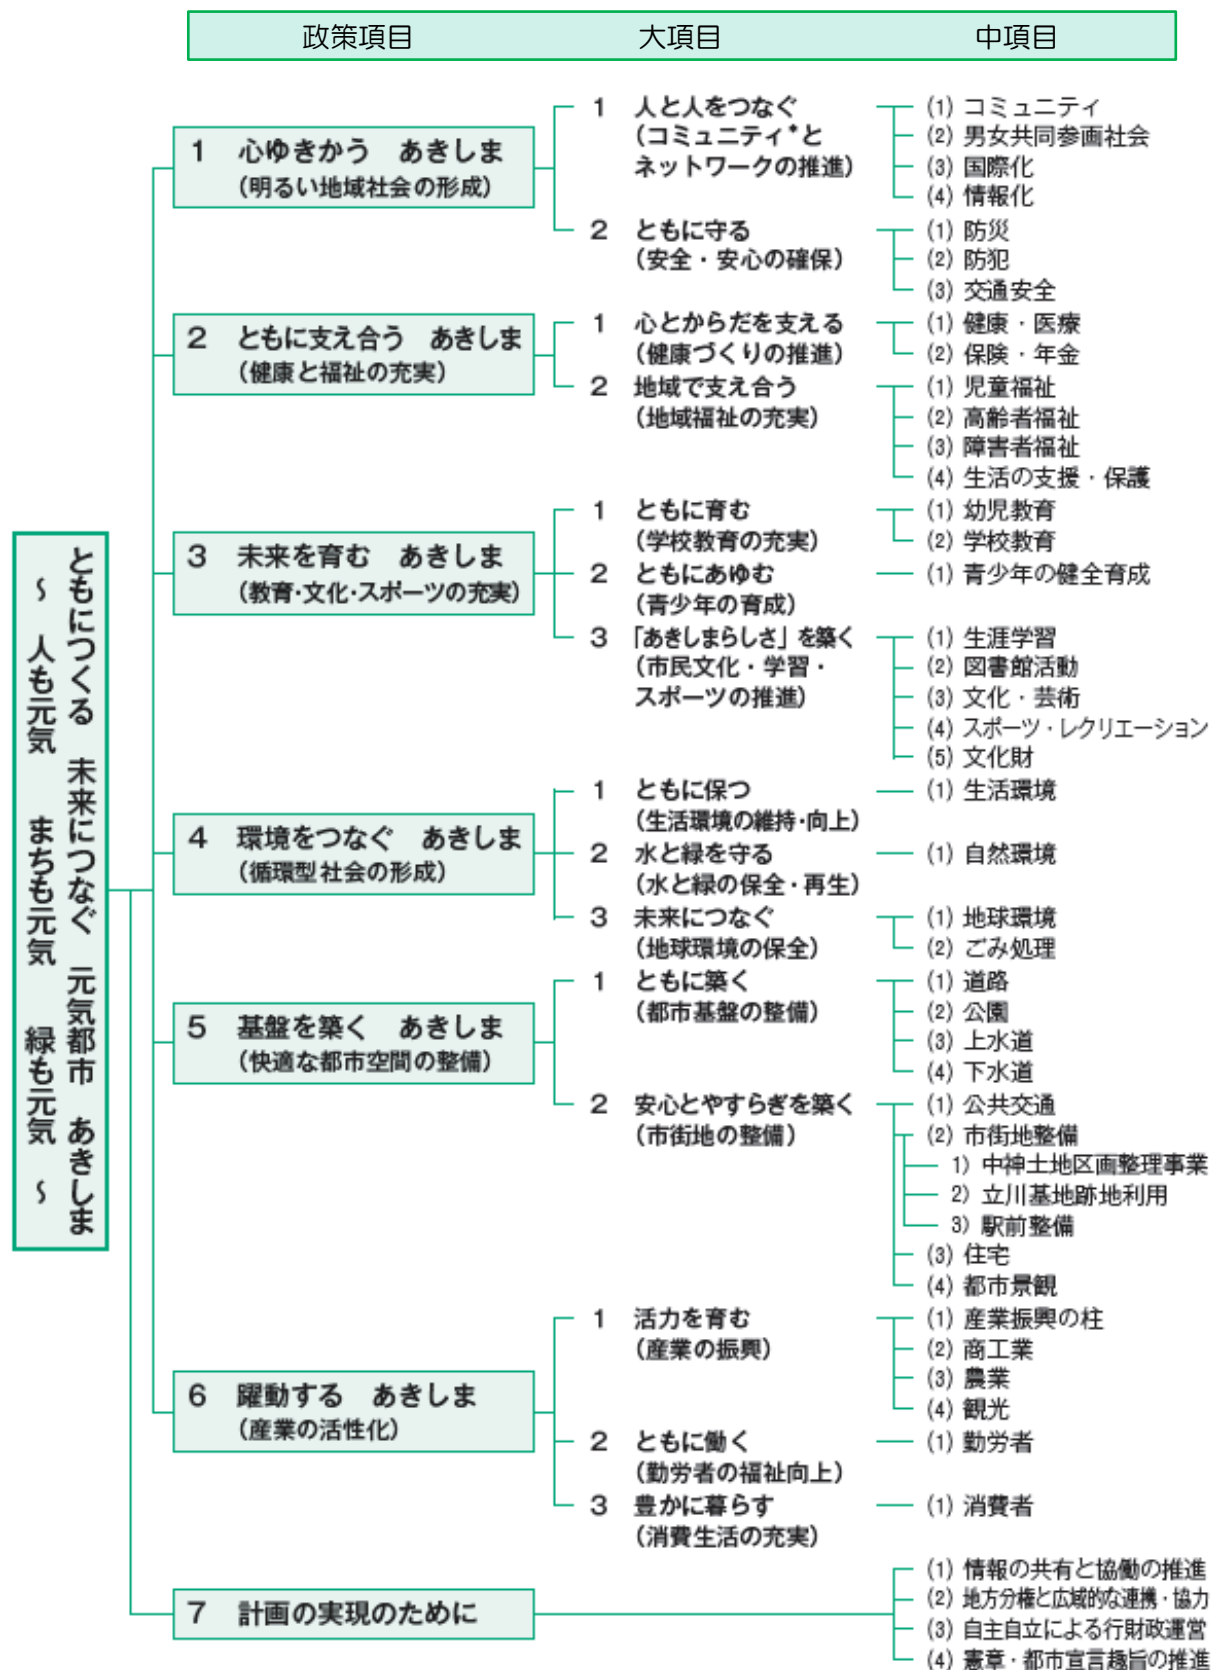 政策項目 大項目 中項目
ともにつくる 未来につなぐ 元気都市 あきしま
～ 人も元気 まちも元気 緑も元気 ～
1 心ゆきかう あきしま
(明るい地域社会の形成)
1 人と人をつなぐ
(コミュニティ*と
ネットワークの推進)
(1) コミュニティ
(2) 男女共同参画社会
(3) 国際化
(4) 情報化
2 ともに守る
(安全・安心の確保)
(1) 防災
(2) 防犯
(3) 交通安全
2 ともに支え合う あきしま
(健康と福祉の充実)
1 心とからだを支える
(健康づくりの推進)
(1) 健康・医療
(2) 保険・年金
2 地域で支え合う
(地域福祉の充実)
(1) 児童福祉
(2) 高齢者福祉
(3) 障害者福祉
(4) 生活の支援・保護
3 未来を育む あきしま
(教育・文化・スポーツの充実)
1 ともに育む
(学校教育の充実)
(1) 幼児教育
(2) 学校教育
2 ともにあゆむ
(青少年の育成)
(1) 青少年の健全育成
3 「あきしまらしさ」を築く
(市民文化・学習・
スポーツの推進)
(1) 生涯学習
(2) 図書館活動
(3) 文化・芸術
(4) スポーツ・レクリエーション
(5) 文化財
4 環境をつなぐ あきしま
(循環型社会の形成)
1 ともに保つ
(生活環境の維持・向上)
(1) 生活環境
2 水と緑を守る
(水と緑の保全・再生)
(1) 自然環境
3 未来につなぐ
(地球環境の保全)
(1) 地球環境
(2) ごみ処理
5 基盤を築く あきしま
(快適な都市空間の整備)
1 ともに築く
(都市基盤の整備)
(1) 道路
(2) 公園
(3) 上水道
(4) 下水道
2 安心とやすらぎを築く
(市街地の整備)
(1) 公共交通
(2) 市街地整備
1) 中神土地区画整理事業
2) 立川基地跡地利用
3) 駅前整備
(3) 住宅
(4) 都市景観
6 躍動する あきしま
(産業の活性化)
1 活力を育む
(産業の振興)
(1) 産業振興の柱
(2) 商工業
(3) 農業
(4) 観光
2 ともに働く
(勤労者の福祉向上)
(1) 勤労者
3 豊かに暮らす
(消費生活の充実)
(1) 消費者
7 計画の実現のために
(1) 情報の共有と協働の推進
(2) 地方分権と広域的な連携・協力
(3) 自主自立による行財政運営
(4) 憲章・都市宣言趣旨の推進